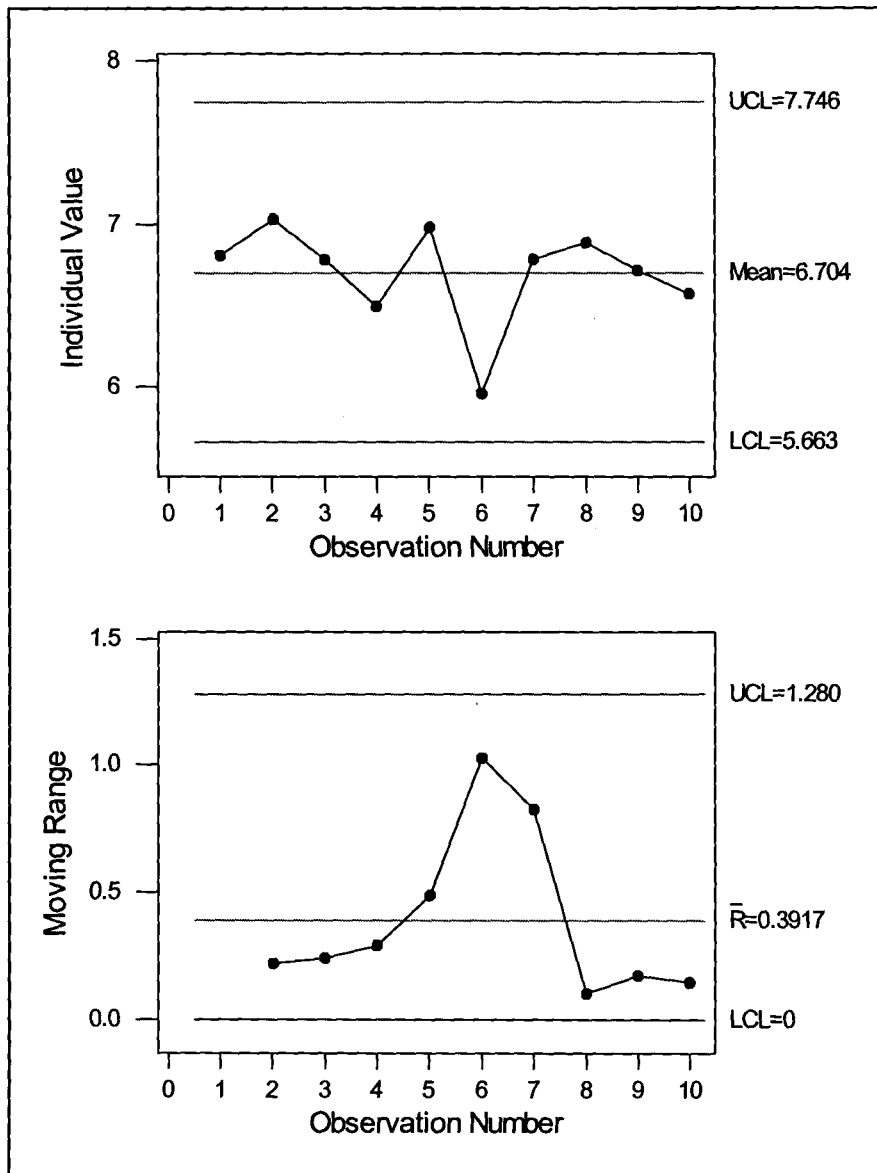 Individual Value
8
7
6
UCL=7.746
Mean=6.704
LCL=5.663
0 1 2 3 4 5 6 7 8 9 10
Observation Number
Moving Range
1.5
1.0
0.5
0.0
UCL=1.280
R̄=0.3917
LCL=0
0 1 2 3 4 5 6 7 8 9 10
Observation Number